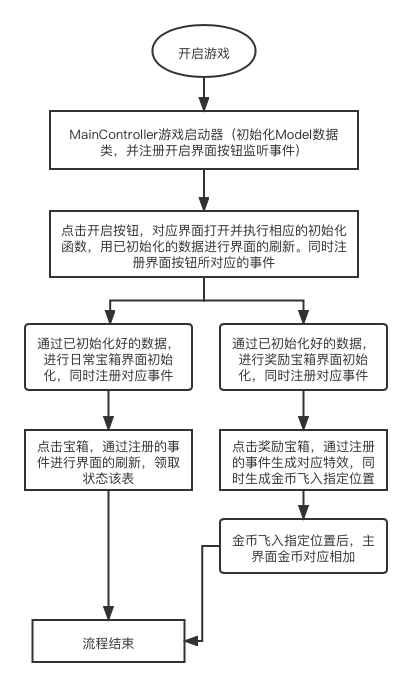 开启游戏
MainController游戏启动器（初始化Model数据
类，并注册开启界面按钮监听事件）
点击开启按钮，对应界面打开并执行相应的初始化
函数，用已初始化的数据进行界面的刷新。同时注
册界面按钮所对应的事件
通过已初始化好的数据，
进行日常宝箱界面初始
化，同时注册对应事件
通过已初始化好的数据，
进行奖励宝箱界面初始
化，同时注册对应事件
点击宝箱，通过注册的事
件进行界面的刷新，领取
状态该表
点击奖励宝箱，通过注册
的事件生成对应特效，同
时生成金币飞入指定位置
金币飞入指定位置后，主
界面金币对应相加
流程结束